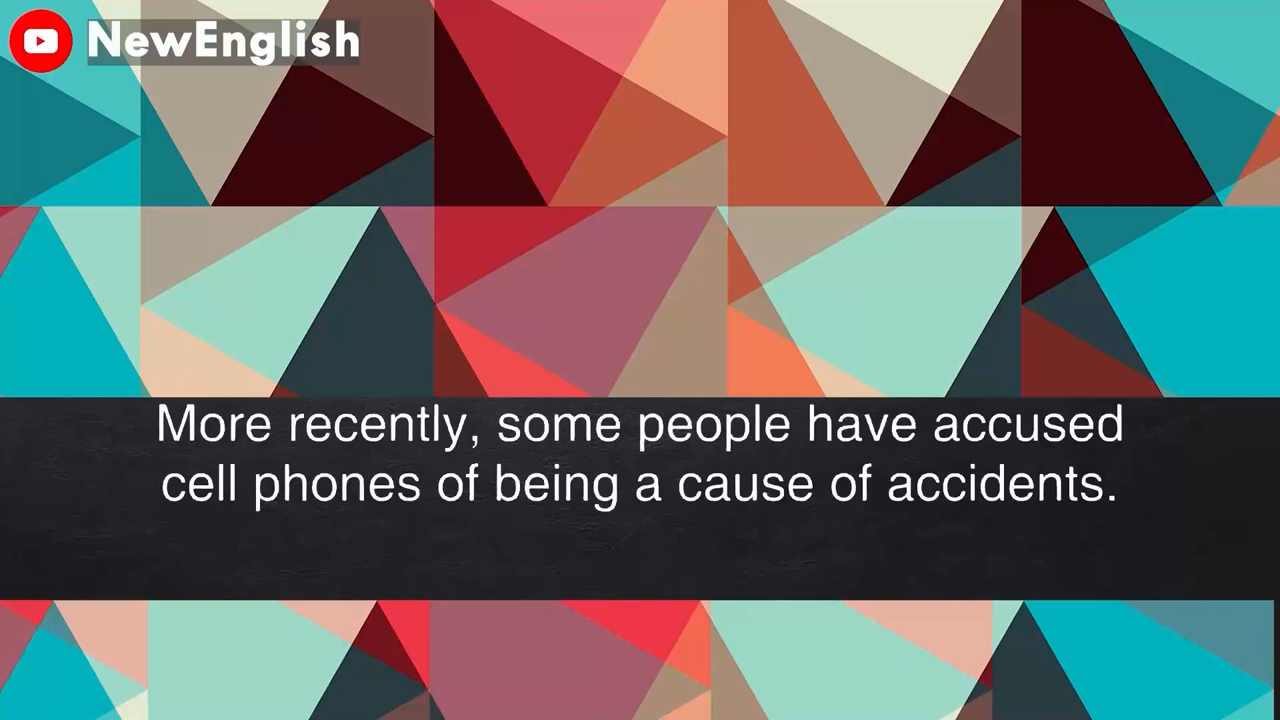 NewEnglish
More recently, some people have accused
cell phones of being a cause of accidents.